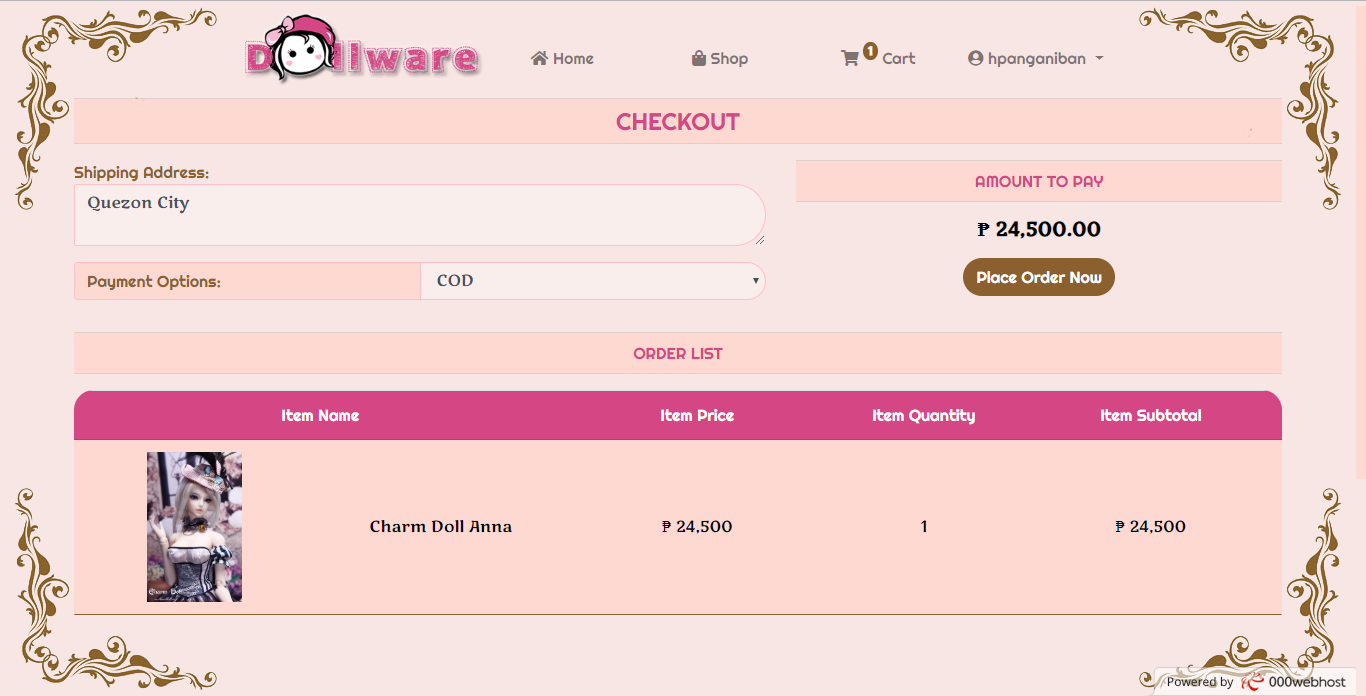 Dollware
Home
Shop
1
Cart
hpanganiban
CHECKOUT
Shipping Address:
Quezon City
Payment Options:
COD
AMOUNT TO PAY
₱ 24,500.00
Place Order Now
ORDER LIST
Item Name Item Price Item Quantity Item Subtotal
Charm Doll
Charm Doll Anna ₱ 24,500 1 ₱ 24,500
Powered by 000webhost